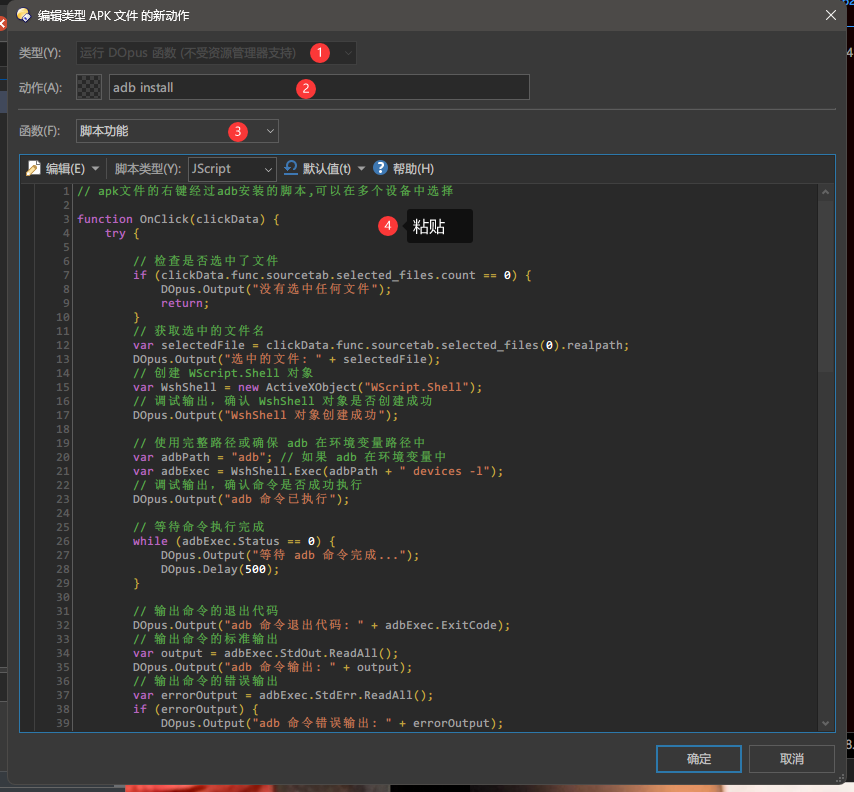 编辑类型 APK 文件 的新动作
类型(Y): 运行 DOpus 函数 (不受资源管理器支持) 1
动作(A): adb install 2
函数(F): 脚本功能 3
编辑(E) 脚本类型(Y): JScript 默认值(t) 帮助(H)
1 // apk文件的右键经过adb安装的脚本,可以在多个设备中选择
2
3 function OnClick(clickData) {
4 粘贴
4 try {
5
6 // 检查是否选中了文件
7 if (clickData.func.sourcetab.selected_files.count == 0) {
8 DOpus.Output("没有选中任何文件");
9 return;
10 }
11 // 获取选中的文件名
12 var selectedFile = clickData.func.sourcetab.selected_files(0).realpath;
13 DOpus.Output("选中的文件: " + selectedFile);
14 // 创建 WScript.Shell 对象
15 var WshShell = new ActiveXObject("WScript.Shell");
16 // 调试输出，确认 WshShell 对象是否创建成功
17 DOpus.Output("WshShell 对象创建成功");
18
19 // 使用完整路径或确保 adb 在环境变量路径中
20 var adbPath = "adb"; // 如果 adb 在环境变量中
21 var adbExec = WshShell.Exec(adbPath + " devices -l");
22 // 调试输出，确认命令是否成功执行
23 DOpus.Output("adb 命令已执行");
24
25 // 等待命令执行完成
26 while (adbExec.Status == 0) {
27 DOpus.Output("等待 adb 命令完成...");
28 DOpus.Delay(500);
29 }
30
31 // 输出命令的退出代码
32 DOpus.Output("adb 命令退出代码: " + adbExec.ExitCode);
33 // 输出命令的标准输出
34 var output = adbExec.StdOut.ReadAll();
35 DOpus.Output("adb 命令输出: " + output);
36 // 输出命令的错误输出
37 var errorOutput = adbExec.StdErr.ReadAll();
38 if (errorOutput) {
39 DOpus.Output("adb 命令错误输出: " + errorOutput);
确定 取消